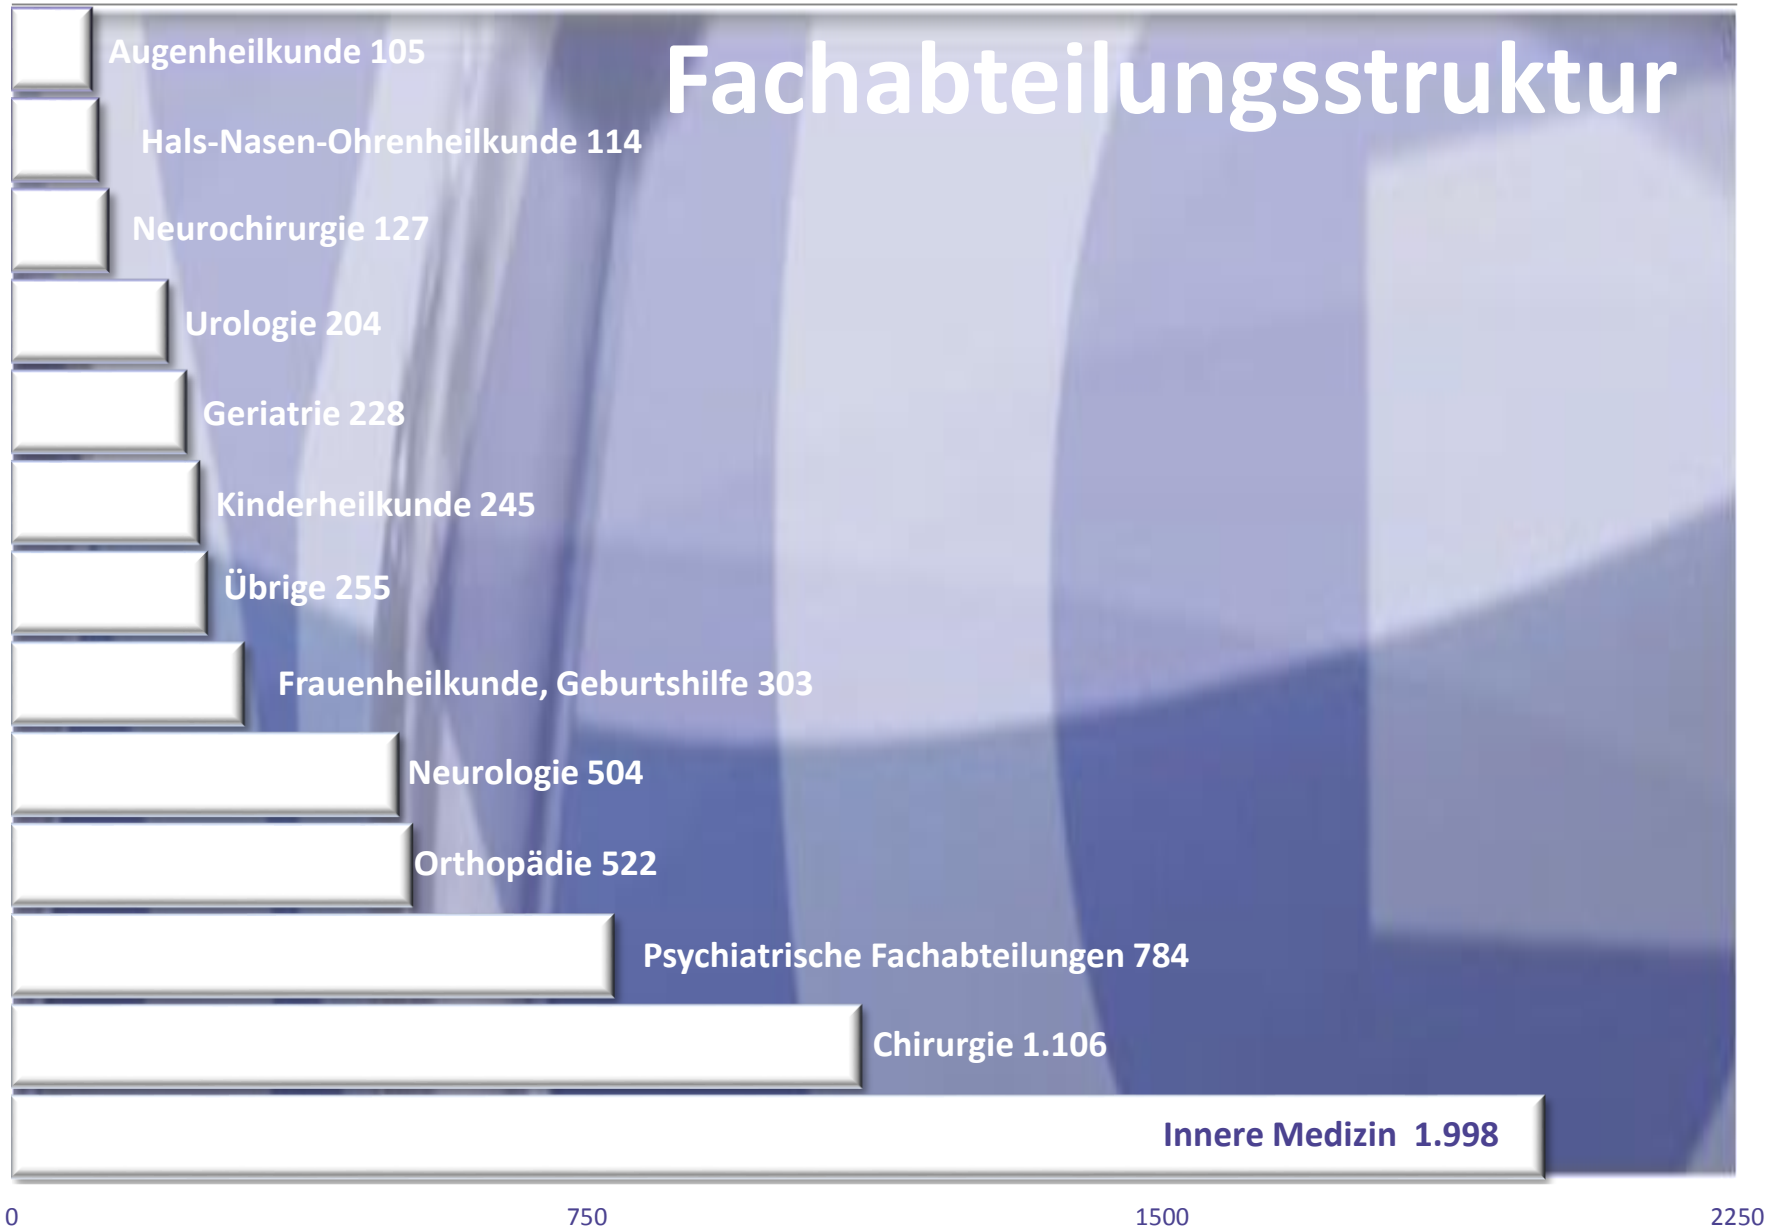 Fachabteilungsstruktur
Augenheilkunde 105
Hals-Nasen-Ohrenheilkunde 114
Neurochirurgie 127
Urologie 204
Geriatrie 228
Kinderheilkunde 245
Übrige 255
Frauenheilkunde, Geburtshilfe 303
Neurologie 504
Orthopädie 522
Psychiatrische Fachabteilungen 784
Chirurgie 1.106
Innere Medizin 1.998
0 750 1500 2250